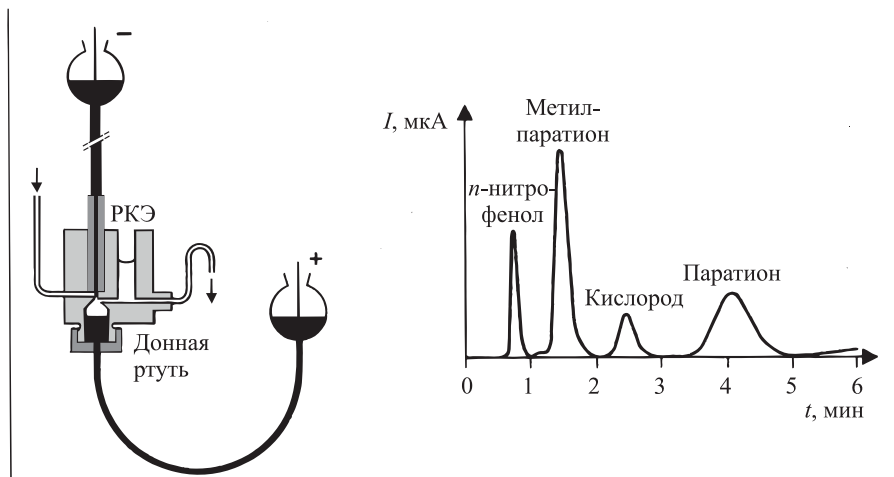 –
РКЭ
+
Донная
ртуть
I, мкА
Метил-
паратион
п-нитро-
фенол
Кислород
Паратион
0 1 2 3 4 5 6
t, мин